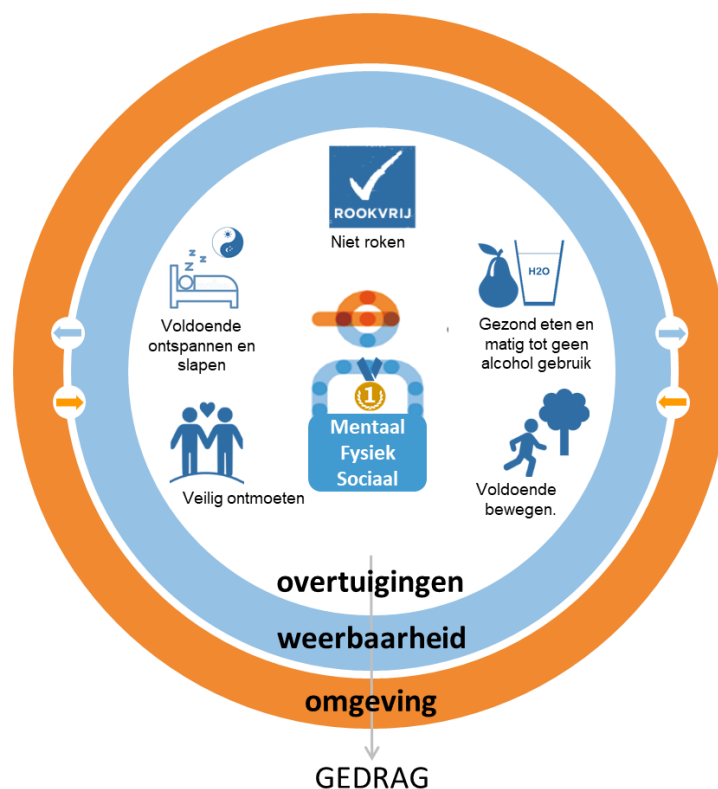 ROOKVRIJ
Niet roken
z z z z
Voldoende
ontspannen en
slapen
H2O
Gezond eten en
matig tot geen
alcohol gebruik
1
Mentaal
Fysiek
Sociaal
Veilig ontmoeten
Voldoende
bewegen.
overtuigingen
weerbaarheid
omgeving
GEDRAG